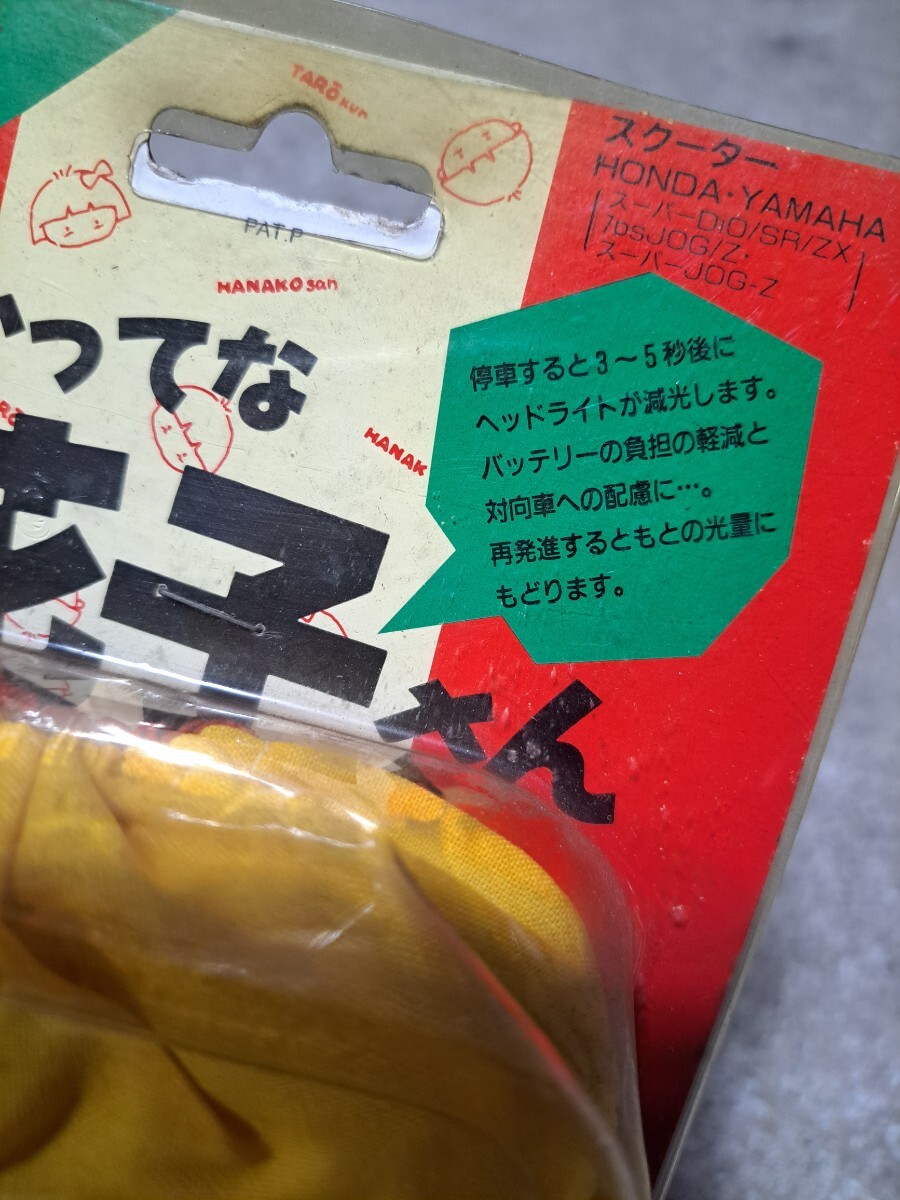 TARŌ kun
スクーター
HONDA・YAMAHA
スーパーDiO/SR/ZX
7psJOG/Z・
スーパーJOG-Z
PAT.P
HANAKO san
ってな
子さん
HANAK
停車すると3〜5秒後に
ヘッドライトが減光します。
バッテリーの負担の軽減と
対向車への配慮に…。
再発進するともとの光量に
もどります。